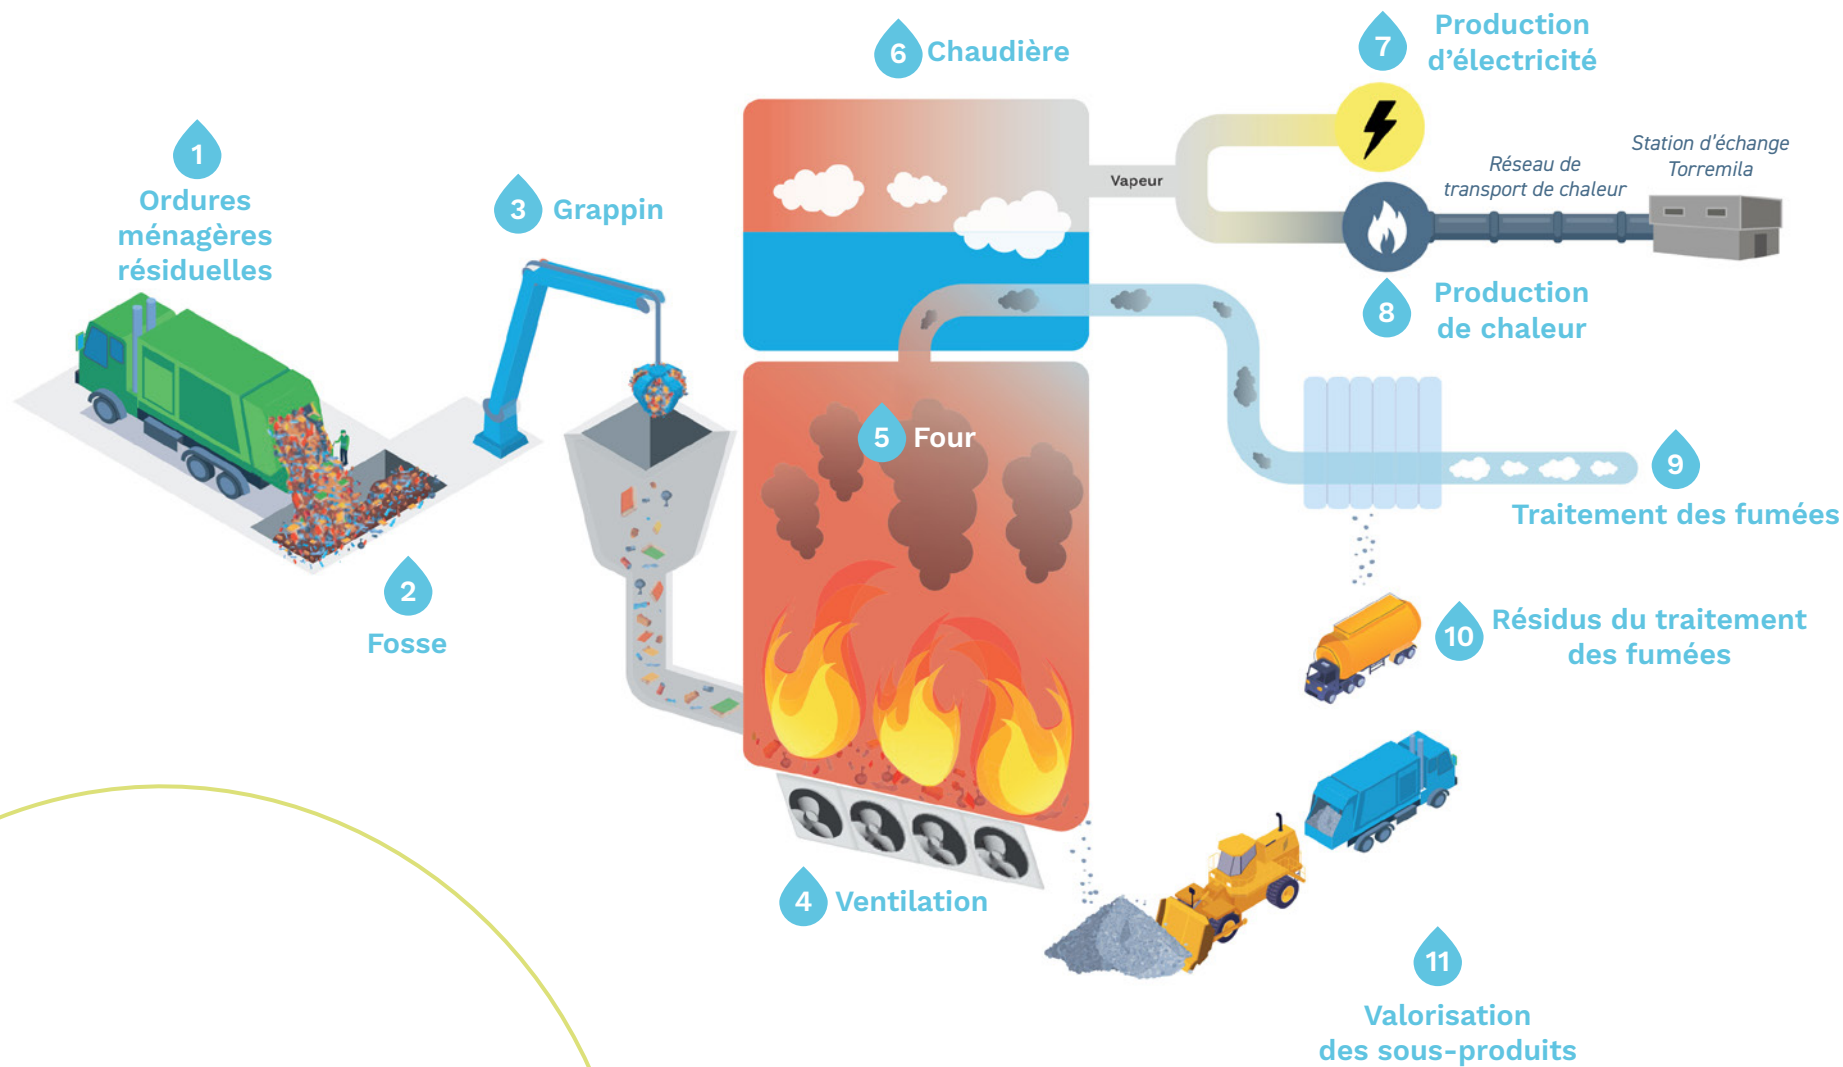 1
Ordures
ménagères
résiduelles
2
Fosse
3 Grappin
4 Ventilation
5 Four
6 Chaudière
Vapeur
7
Production
d'électricité
8
Production
de chaleur
Réseau de
transport de chaleur
Station d'échange
Torremila
9
Traitement des fumées
10
Résidus du traitement
des fumées
11
Valorisation
des sous-produits